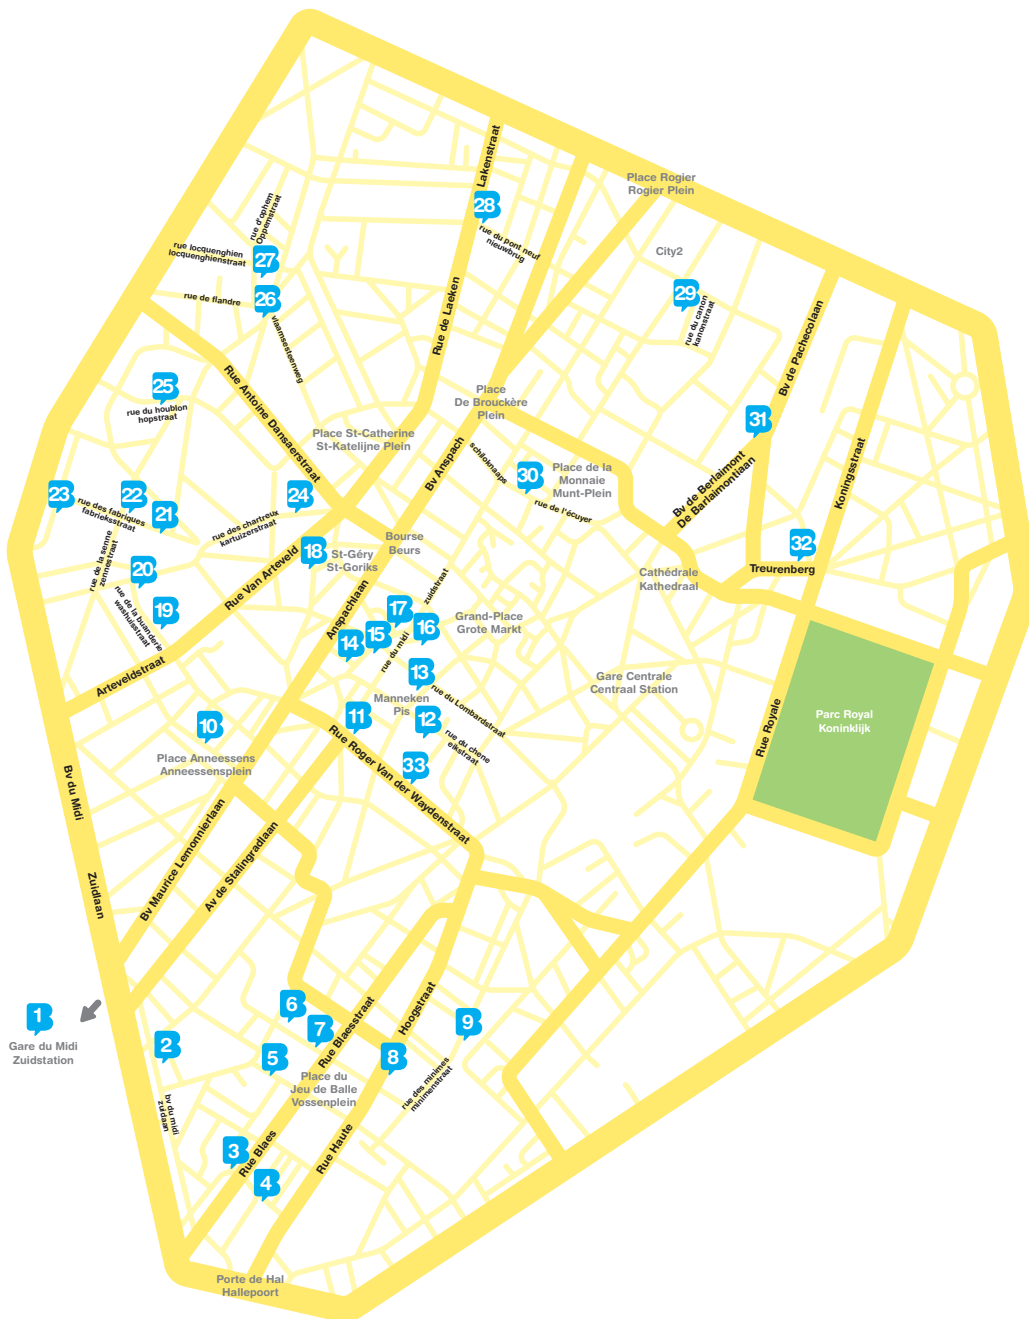 Place Rogier
Rogier Plein
Lakenstraat
28
rue du pont neuf
nieuwbrug
City2
rue d'ophem
Oppemstraat
rue locquenghien
locquenghienstraat
27
26
rue de flandre
vlaamsesteenweg
29
rue du canon
kanonstraat
Rue de Laeken
Bv de Pachecolaan
25
rue du houblon
hopstraat
Rue Antoine Dansaerstraat
Place
De Brouckère
Plein
31
Place St-Catherine
St-Katelijne Plein
Bv Anspach
schiloknaaps
30
Place de la
Monnaie
Munt-Plein
rue de l'écuyer
Bv de Berlaimont
De Barlaimontlaan
Koningsstraat
23
22
21
rue des fabriques
fabrieksstraat
24
rue des chartreux
kartuizerstraat
18
St-Géry
St-Goriks
Bourse
Beurs
32
Treurenberg
Cathédrale
Kathedraal
rue de la senne
zennestraat
20
19
rue de la buanderie
washuisstraat
Rue Van Arteveld
Arteveldstraat
Anspachlaan
zuidstraat
17
16
15
14
rue du midi
Grand-Place
Grote Markt
13
rue du Lombardstraat
Gare Centrale
Centraal Station
Manneken
Pis
11
12
rue du chene
eikstraat
33
Rue Royale
Parc Royal
Koninklijk
10
Place Anneessens
Anneessensplein
Rue Roger Van der Waydenstraat
Bv du Midi
Zuidlaan
Bv Maurice Lemonnierlaan
Av de Stalingradlaan
1
Gare du Midi
Zuidstation
2
bv du midi
zuidaan
6
7
5
Rue Blaesstraat
Hoogstraat
8
9
Place du
Jeu de Balle
Vossenplein
rue des minimes
minimenstraat
3
Rue Blaes
4
Rue Haute
Porte de Hal
Hallepoort